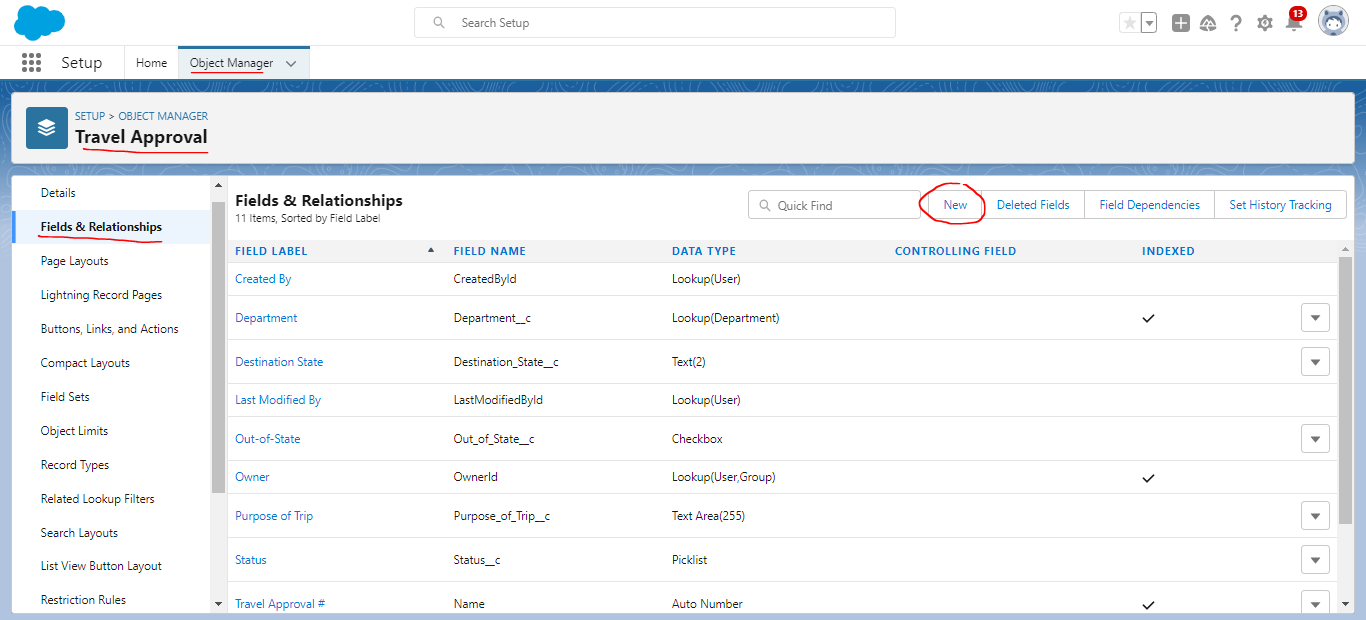 Search Setup
13
Setup
Home
Object Manager
SETUP > OBJECT MANAGER
Travel Approval
Details
Fields & Relationships
Page Layouts
Lightning Record Pages
Buttons, Links, and Actions
Compact Layouts
Field Sets
Object Limits
Record Types
Related Lookup Filters
Search Layouts
List View Button Layout
Restriction Rules
Fields & Relationships
11 Items, Sorted by Field Label
Quick Find
New
Deleted Fields
Field Dependencies
Set History Tracking
FIELD LABEL FIELD NAME DATA TYPE CONTROLLING FIELD INDEXED
Created By CreatedById Lookup(User)
Department Department__c Lookup(Department)
Destination State Destination_State__c Text(2)
Last Modified By LastModifiedById Lookup(User)
Out-of-State Out_of_State__c Checkbox
Owner OwnerId Lookup(User,Group)
Purpose of Trip Purpose_of_Trip__c Text Area(255)
Status Status__c Picklist
Travel Approval # Name Auto Number